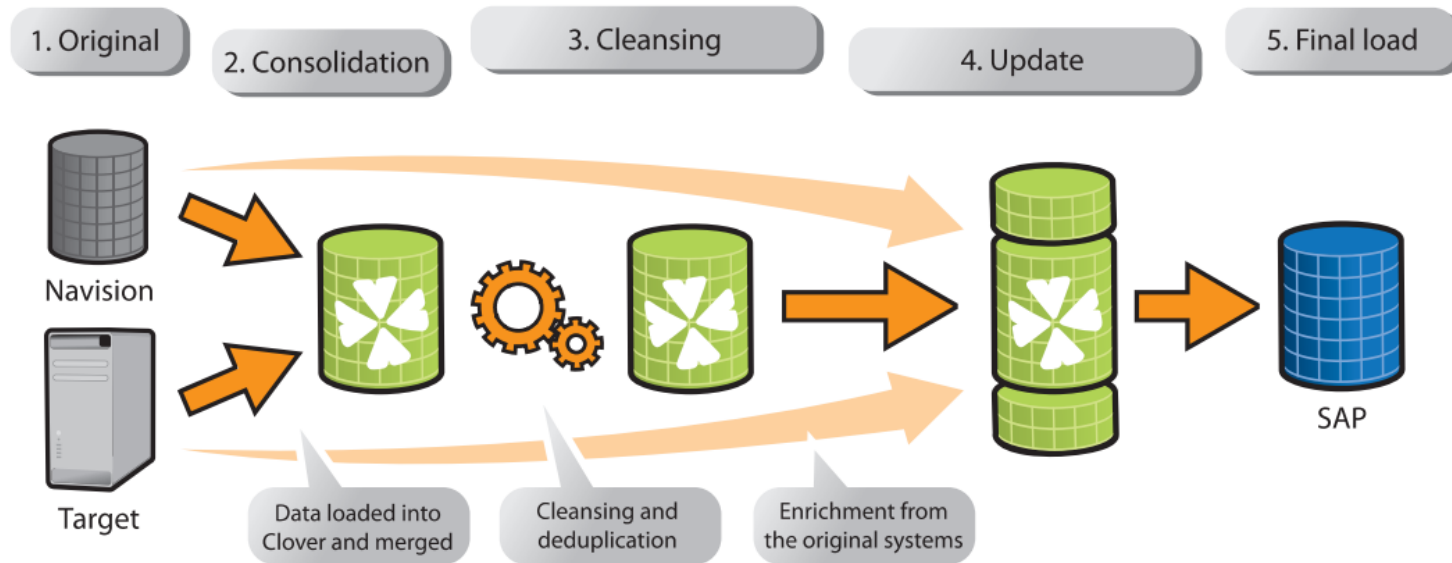 1. Original
2. Consolidation
3. Cleansing
4. Update
5. Final load
Navision
Target
SAP
Data loaded into
Clover and merged
Cleansing and
deduplication
Enrichment from
the original systems